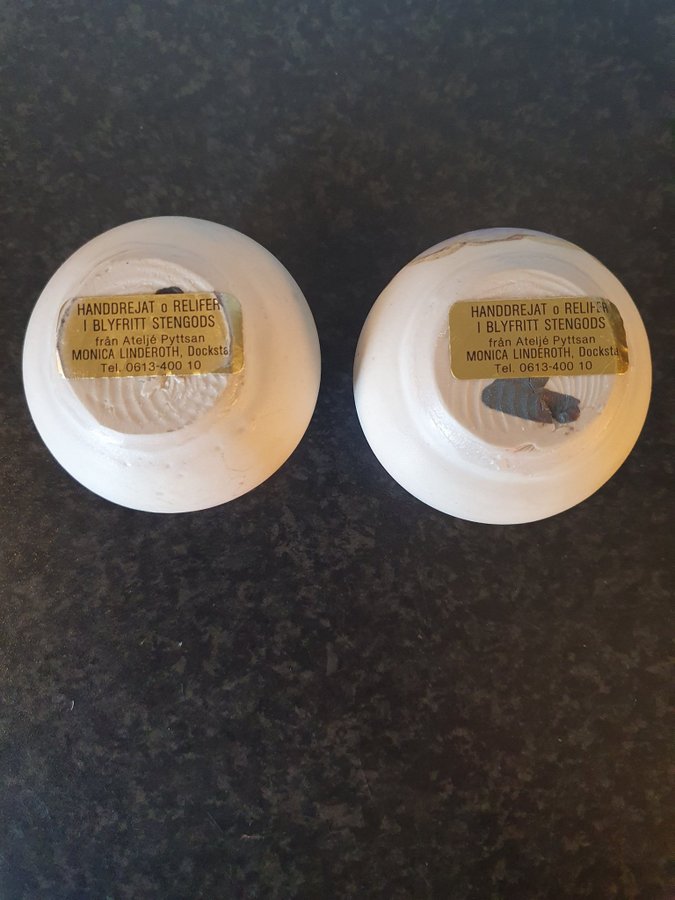 HANDDREJAT o RELIFER
I BLYFRITT STENGODS
från Ateljé Pyttsan
MONICA LINDEROTH, Docksta
Tel. 0613-400 10
HANDDREJAT o RELIFER
I BLYFRITT STENGODS
från Ateljé Pyttsan
MONICA LINDEROTH, Docksta
Tel. 0613-400 10